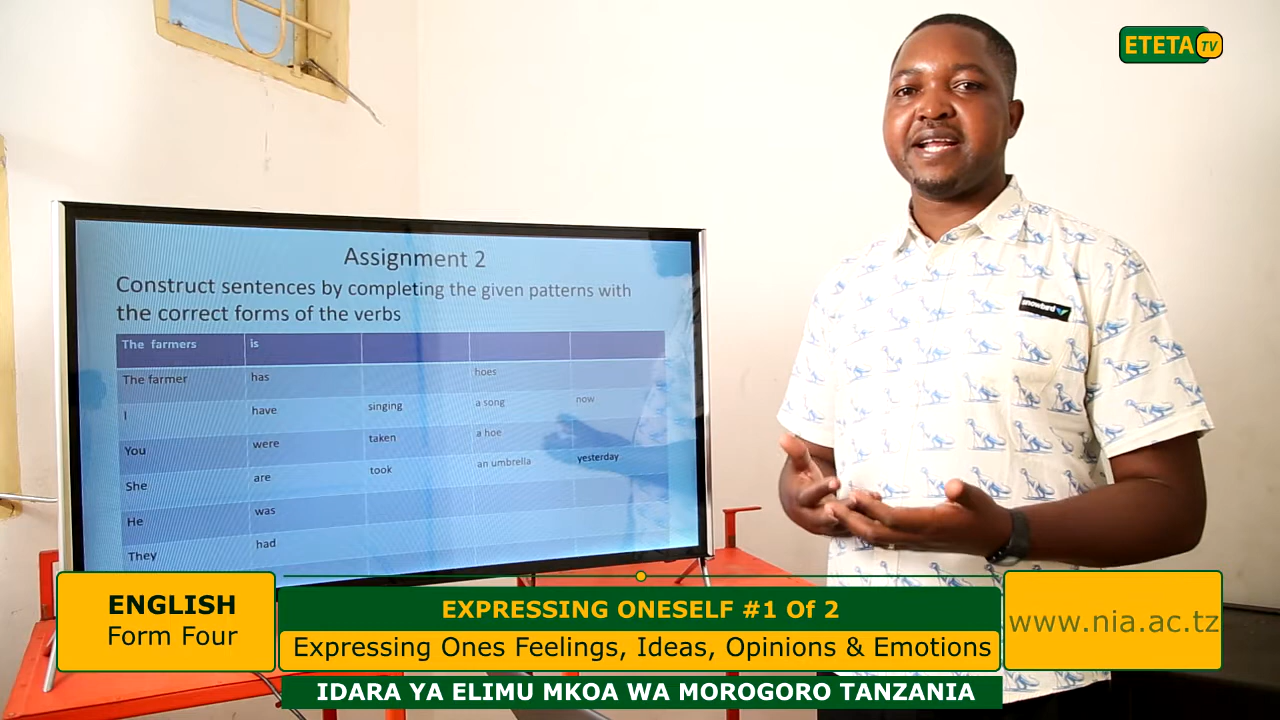 ETETA TV
Assignment 2
Construct sentences by completing the given patterns with
the correct forms of the verbs
The farmers is
The farmer has hoes
I have singing a song now
You were taken a hoe
She are took an umbrella yesterday
He was
They had
snowbird
ENGLISH
Form Four
EXPRESSING ONESELF #1 Of 2
Expressing Ones Feelings, Ideas, Opinions & Emotions
www.nia.ac.tz
IDARA YA ELIMU MKOA WA MOROGORO TANZANIA